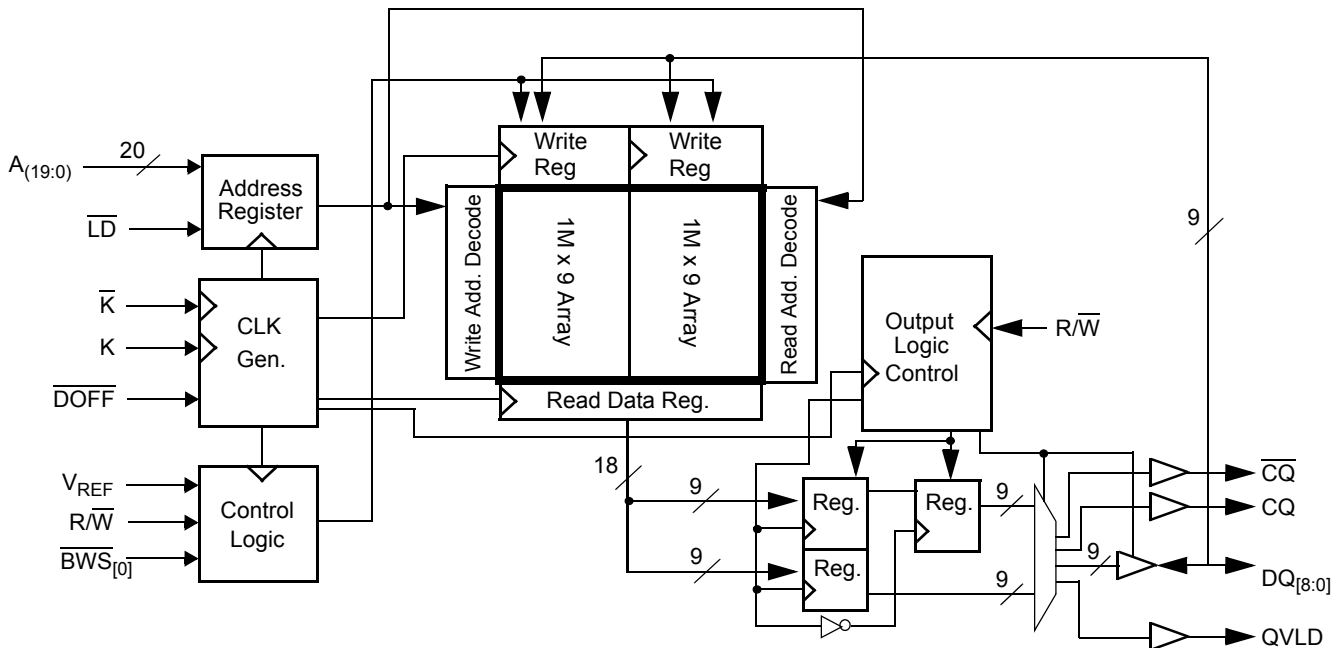 A(19:0)
20
LD
Address
Register
K
K
DOFF
CLK
Gen.
VREF
R/W
BWS[0]
Control
Logic
Write
Reg
Write
Reg
Write Add. Decode
1M x 9 Array
1M x 9 Array
Read Add. Decode
Read Data Reg.
9
Output
Logic
Control
R/W
18
9
9
Reg.
Reg.
Reg.
9
9
9
CQ
CQ
DQ[8:0]
QVLD